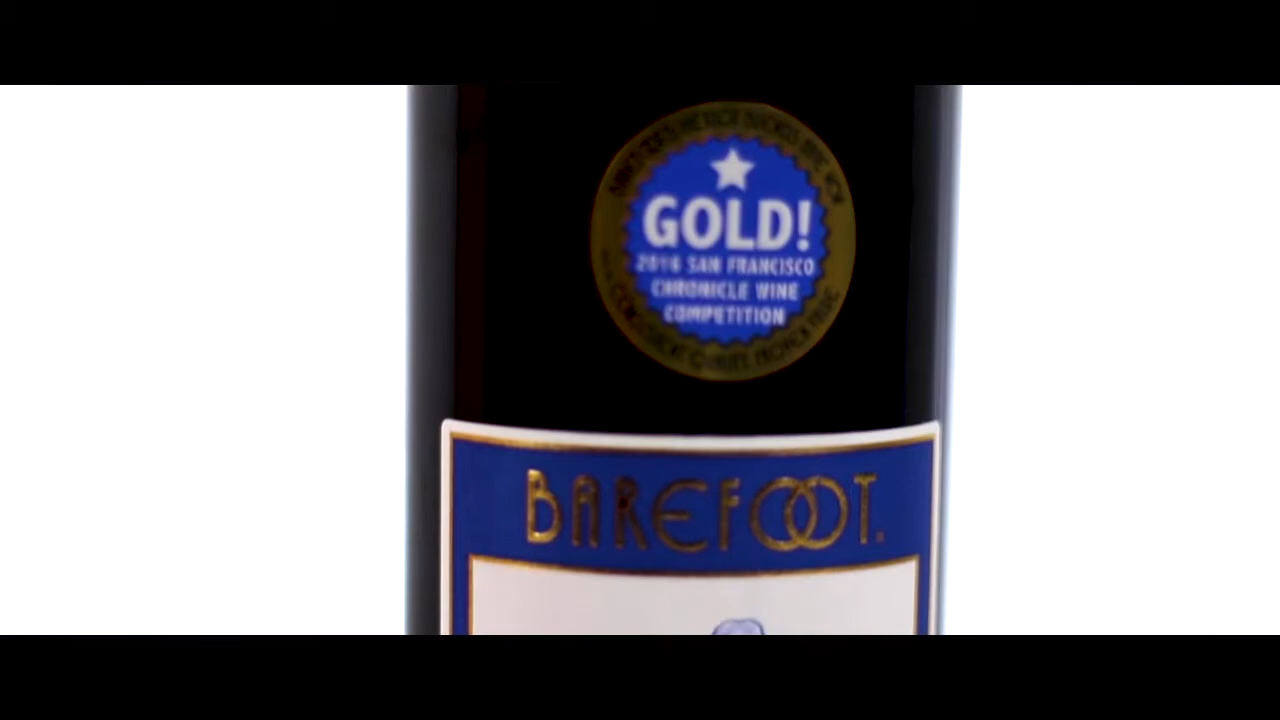 GOLD!
2016 SAN FRANCISCO
CHRONICLE WINE
COMPETITION
BAREFOOT.